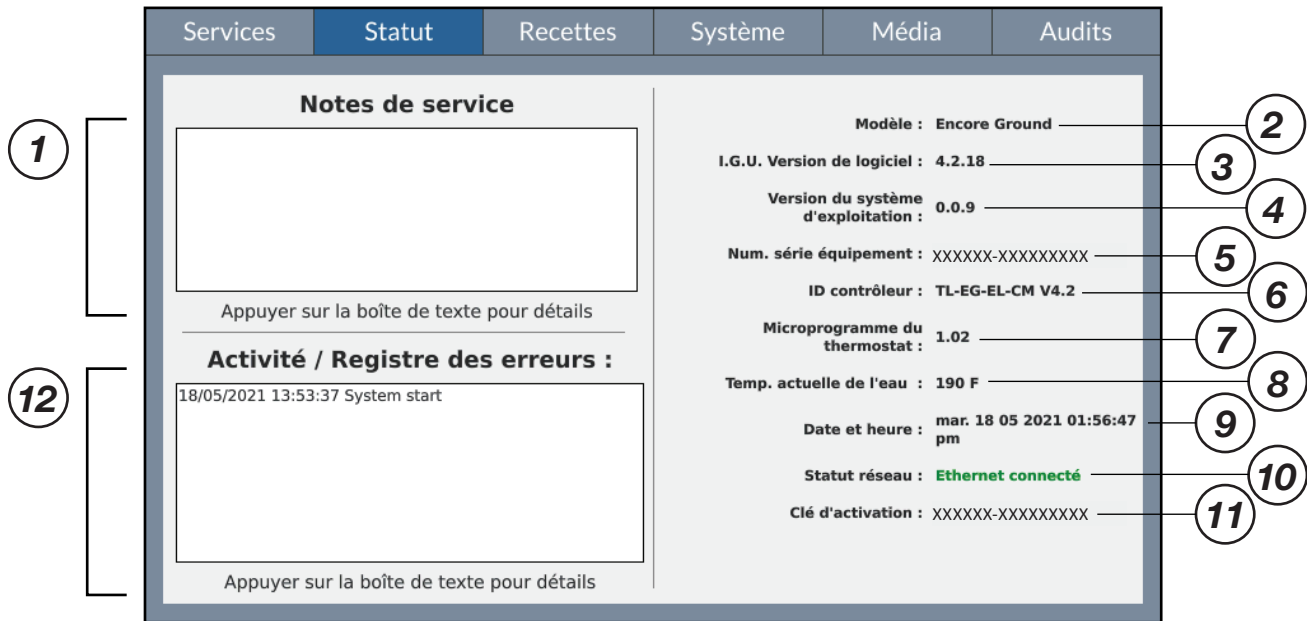 Services Statut Recettes Système Média Audits
Notes de service
1
Appuyer sur la boîte de texte pour détails
Activité / Registre des erreurs :
12
18/05/2021 13:53:37 System start
Appuyer sur la boîte de texte pour détails
Modèle : Encore Ground 2
I.G.U. Version de logiciel : 4.2.18 3
Version du système
d'exploitation : 0.0.9 4
Num. série équipement : XXXXXX-XXXXXXXXX 5
ID contrôleur : TL-EG-EL-CM V4.2 6
Microprogramme du
thermostat : 1.02 7
Temp. actuelle de l'eau : 190 F 8
Date et heure : mar. 18 05 2021 01:56:47
pm 9
Statut réseau : Ethernet connecté 10
Clé d'activation : XXXXXX-XXXXXXXXX 11